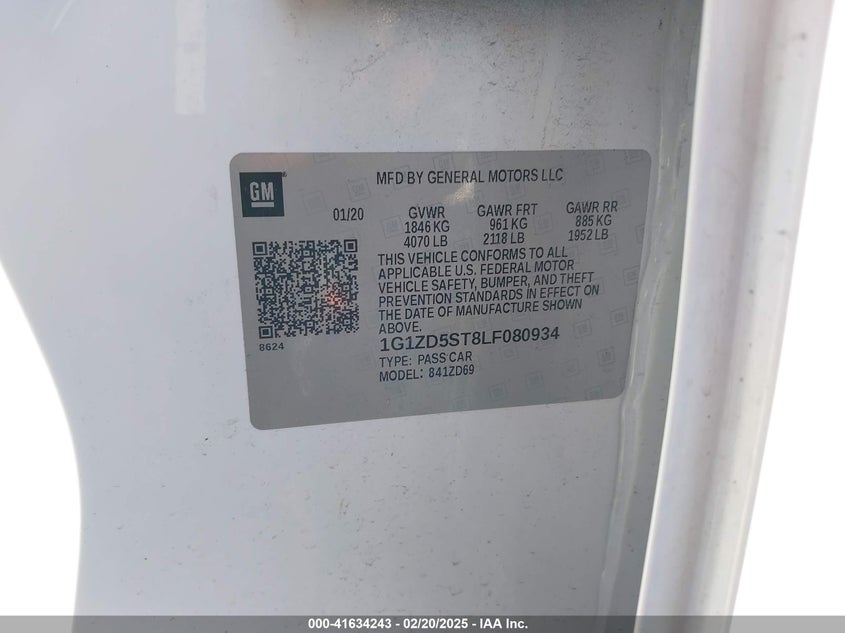 GM
MFD BY GENERAL MOTORS LLC
01/20
GVWR
1846 KG
4070 LB
GAWR FRT
961 KG
2118 LB
GAWR RR
885 KG
1952 LB
THIS VEHICLE CONFORMS TO ALL
APPLICABLE U.S. FEDERAL MOTOR
VEHICLE SAFETY, BUMPER, AND THEFT
PREVENTION STANDARDS IN EFFECT ON
THE DATE OF MANUFACTURE SHOWN
ABOVE.
8624
1G1ZD5ST8LF080934
TYPE: PASS CAR
MODEL: 841ZD69
000-41634243 - 02/20/2025 - IAA Inc.